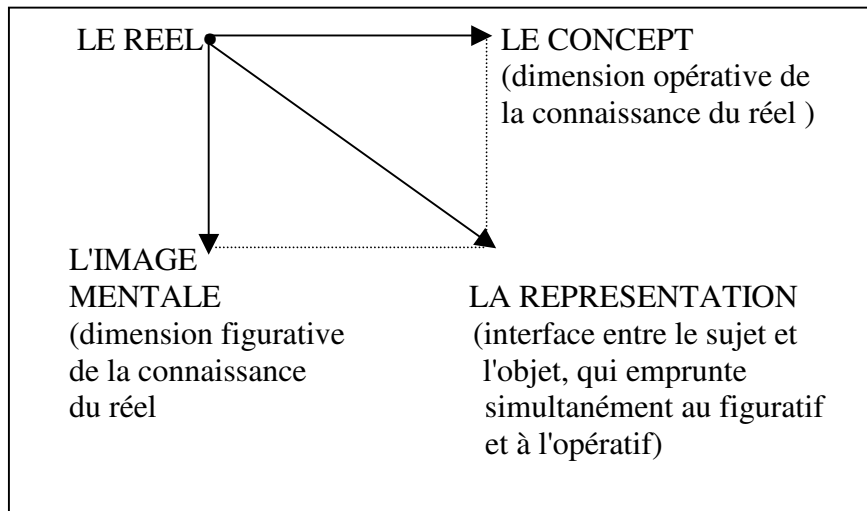 LE REEL
LE CONCEPT
(dimension opérative de
la connaissance du réel )
L'IMAGE
MENTALE
(dimension figurative
de la connaissance
du réel
LA REPRESENTATION
(interface entre le sujet et
l'objet, qui emprunte
simultanément au figuratif
et à l'opératif)